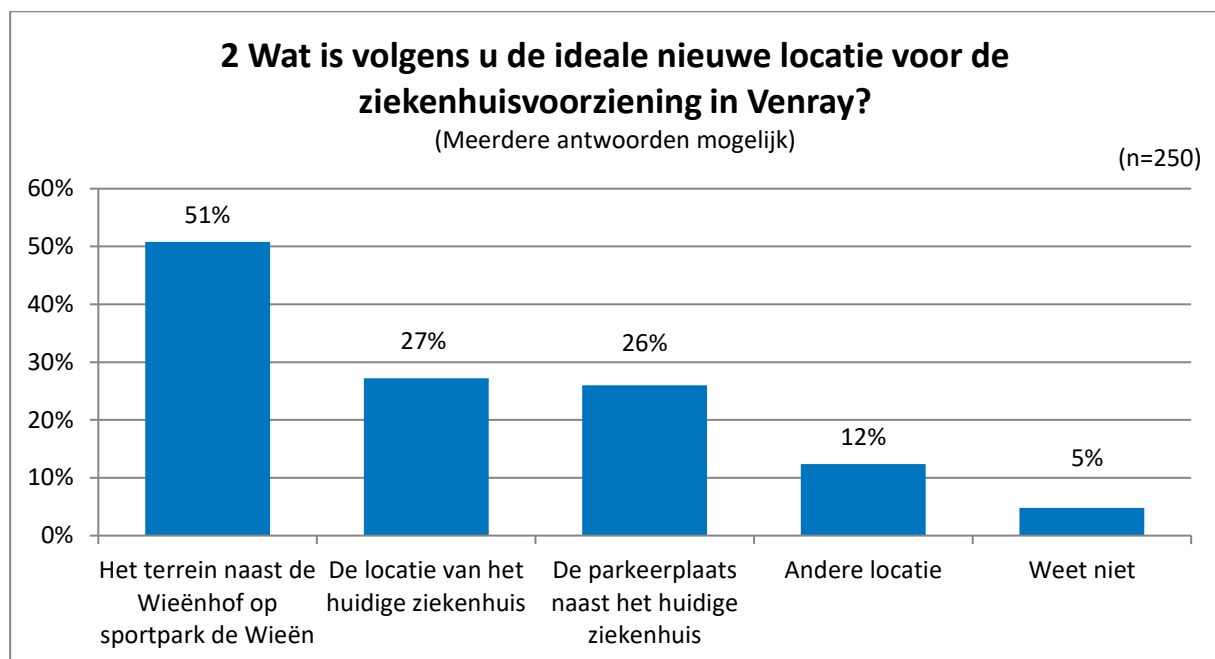 2 Wat is volgens u de ideale nieuwe locatie voor de
ziekenhuisvoorziening in Venray?
(Meerdere antwoorden mogelijk)
(n=250)
60%
50%
40%
30%
20%
10%
0%
51%
27%
26%
12%
5%
Het terrein naast de
Wieënhof op
sportpark de Wieën
De locatie van het
huidige ziekenhuis
De parkeerplaats
naast het huidige
ziekenhuis
Andere locatie
Weet niet